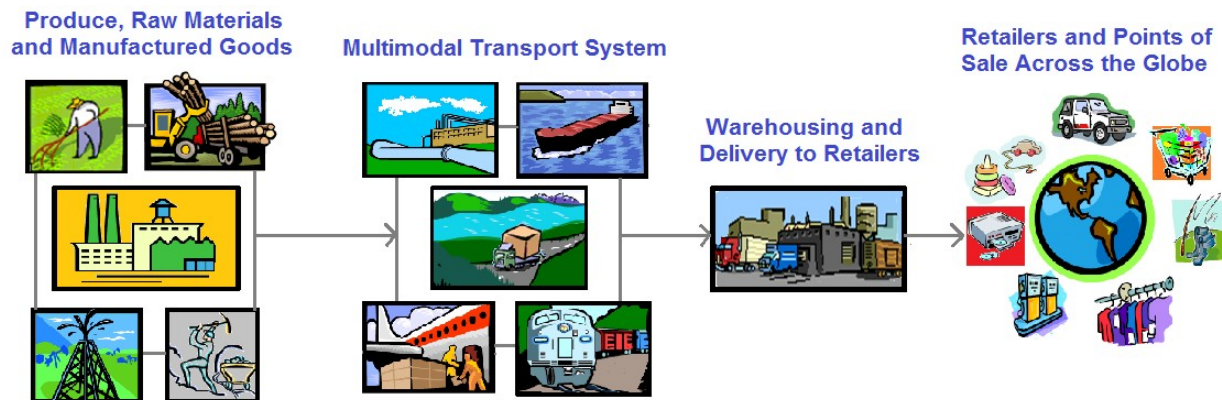 Produce, Raw Materials
and Manufactured Goods
Multimodal Transport System
Warehousing and
Delivery to Retailers
Retailers and Points of
Sale Across the Globe